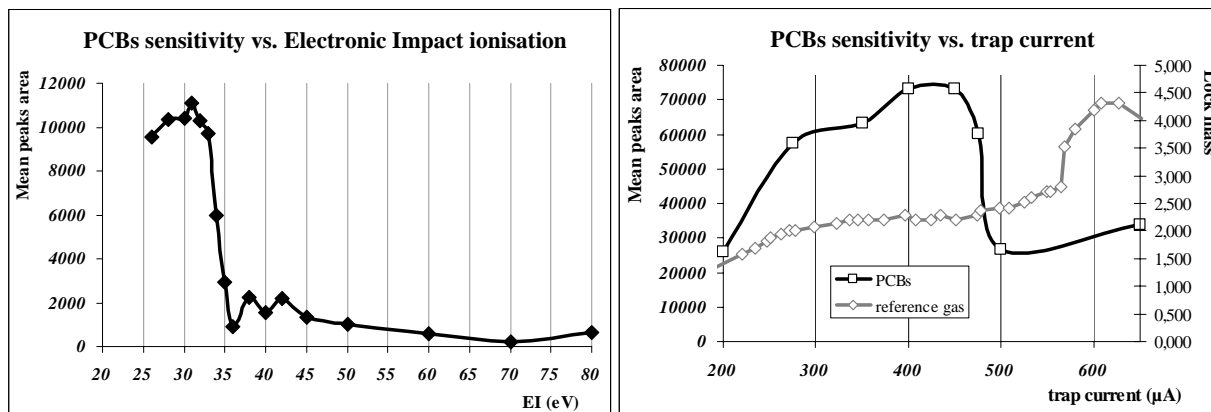 PCBs sensitivity vs. Electronic Impact ionisation
Mean peaks area
12000
10000
8000
6000
4000
2000
0
20 25 30 35 40 45 50 55 60 65 70 75 80
EI (eV)
PCBs sensitivity vs. trap current
Mean peaks area
80000
70000
60000
50000
40000
30000
20000
10000
0
200 300 400 500 600
trap current (µA)
5,000
4,500
4,000
3,500
3,000
2,500
2,000
1,500
1,000
0,500
0,000
Lock mass
PCBs
reference gas